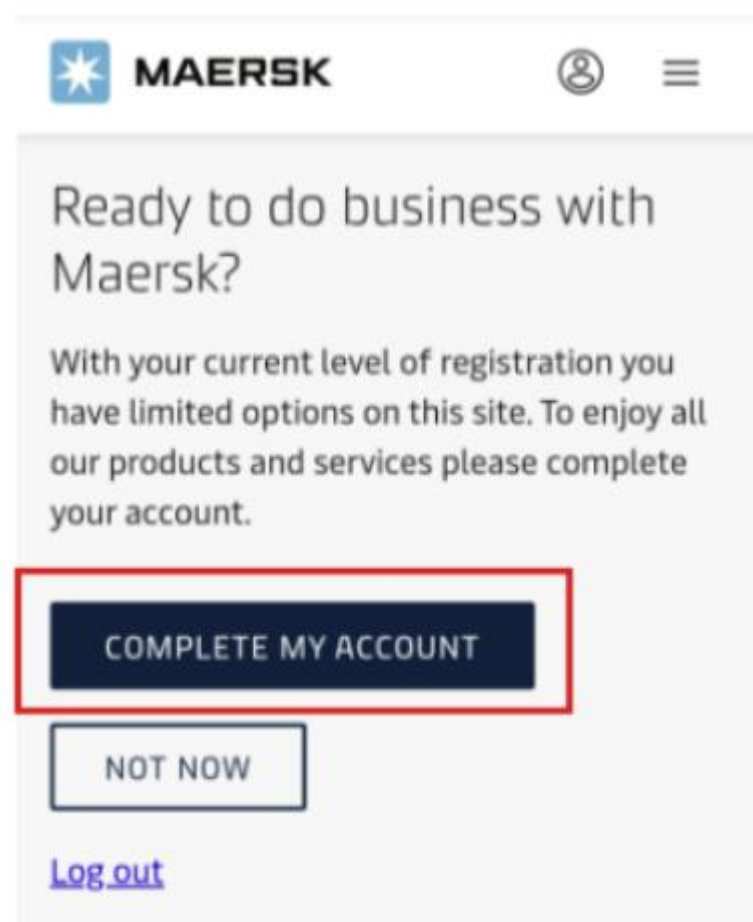 MAERSK
Ready to do business with
Maersk?
With your current level of registration you
have limited options on this site. To enjoy all
our products and services please complete
your account.
COMPLETE MY ACCOUNT
NOT NOW
Log out